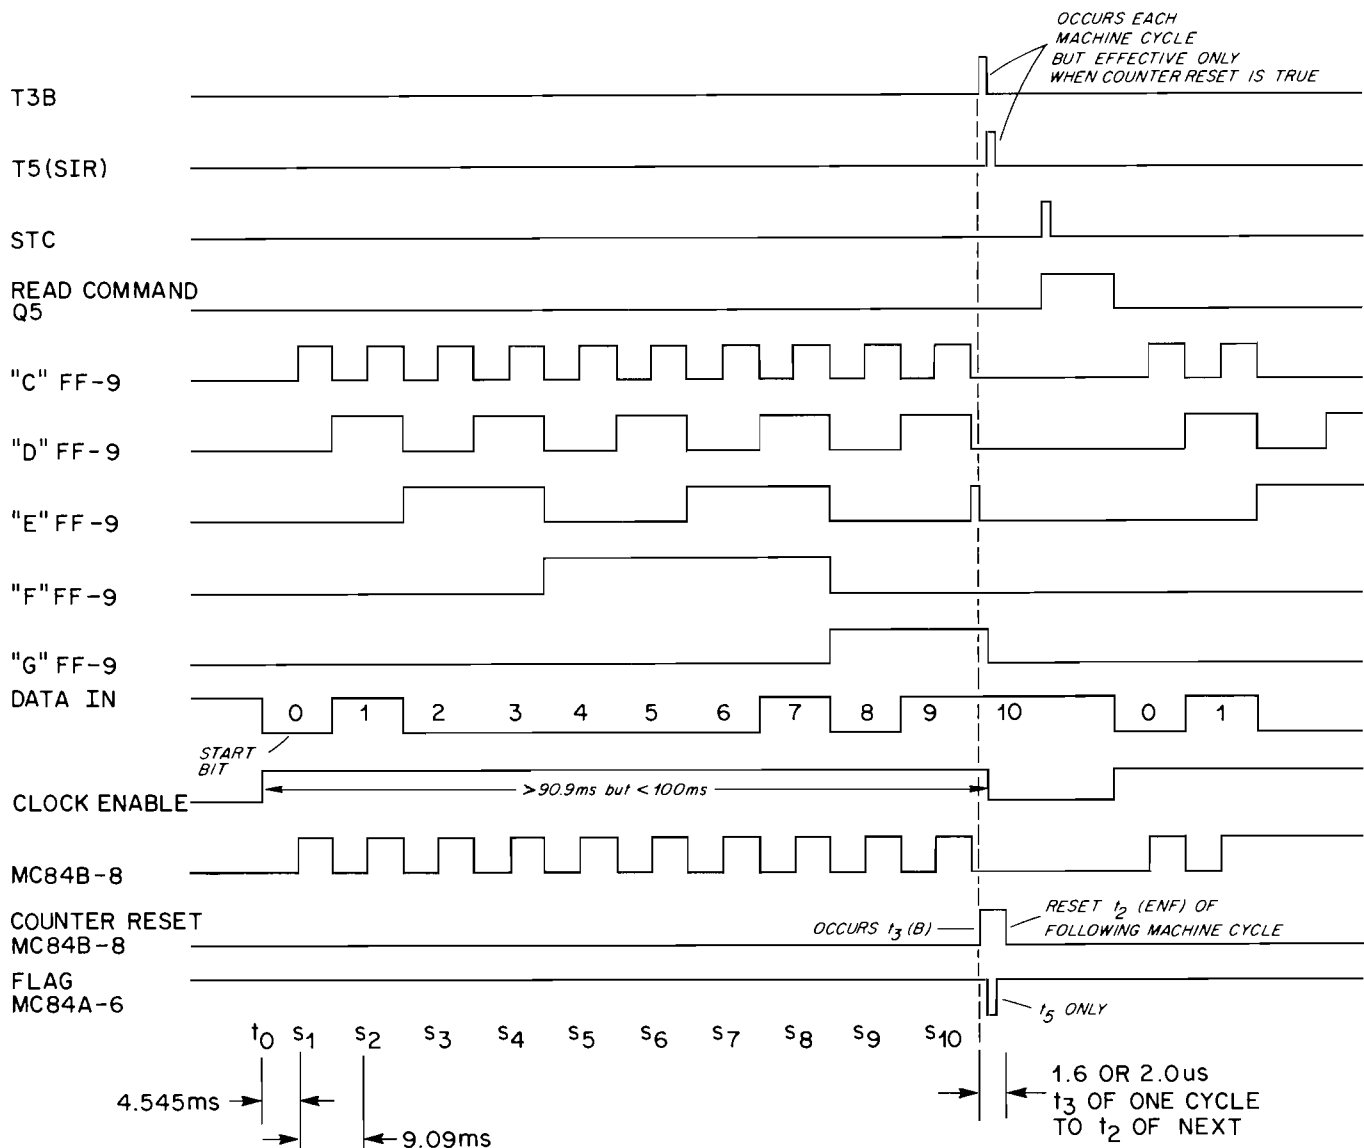 OCCURS EACH
MACHINE CYCLE
BUT EFFECTIVE ONLY
WHEN COUNTER RESET IS TRUE
T3B
T5(SIR)
STC
READ COMMAND
Q5
"C" FF-9
"D" FF-9
"E" FF-9
"F" FF-9
"G" FF-9
DATA IN
0 1 2 3 4 5 6 7 8 9 10 0 1
START
BIT
>90.9ms but <100ms
CLOCK ENABLE
MC84B-8
COUNTER RESET
MC84B-8
OCCURS t3 (B)
RESET t2 (ENF) OF
FOLLOWING MACHINE CYCLE
FLAG
MC84A-6
t5 ONLY
t0 S1 S2 S3 S4 S5 S6 S7 S8 S9 S10
4.545ms
9.09ms
1.6 OR 2.0us
t3 OF ONE CYCLE
TO t2 OF NEXT